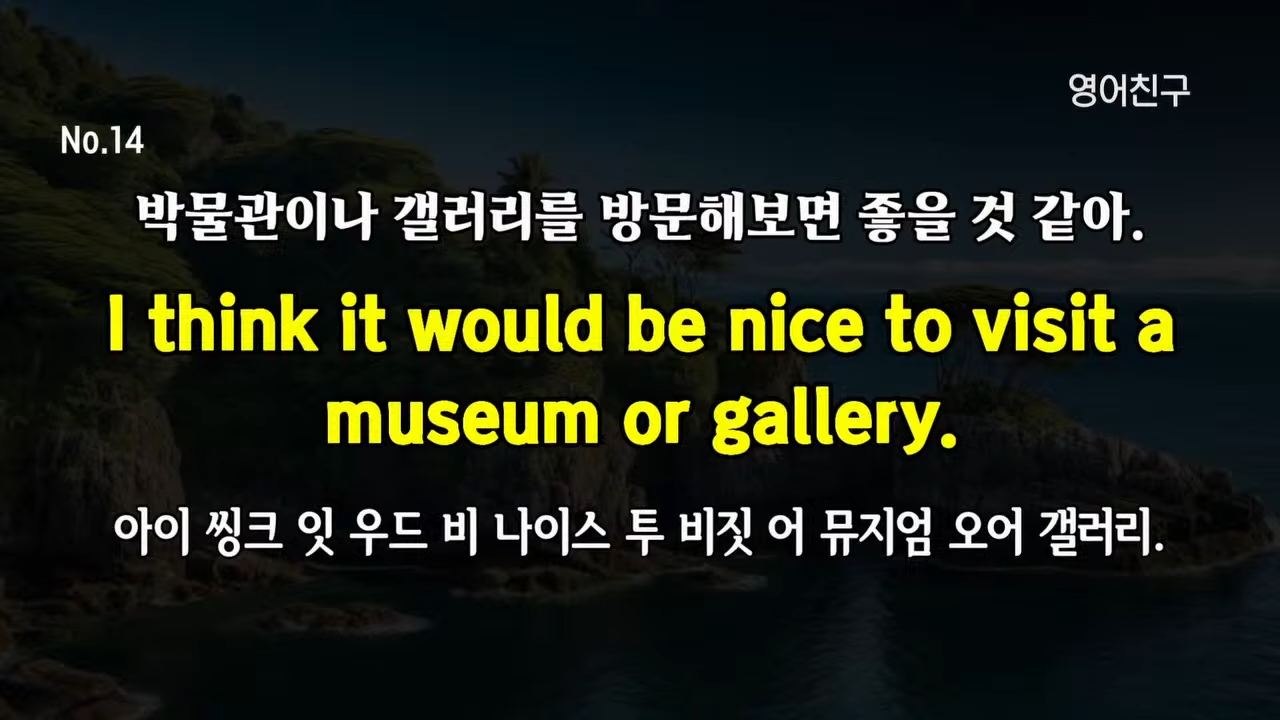 영어친구
No.14
박물관이나 갤러리를 방문해보면 좋을 것 같아.
I think it would be nice to visit a
museum or gallery.
아이 씽크 잇 우드 비 나이스 투 비짓 어 뮤지엄 오어 갤러리.